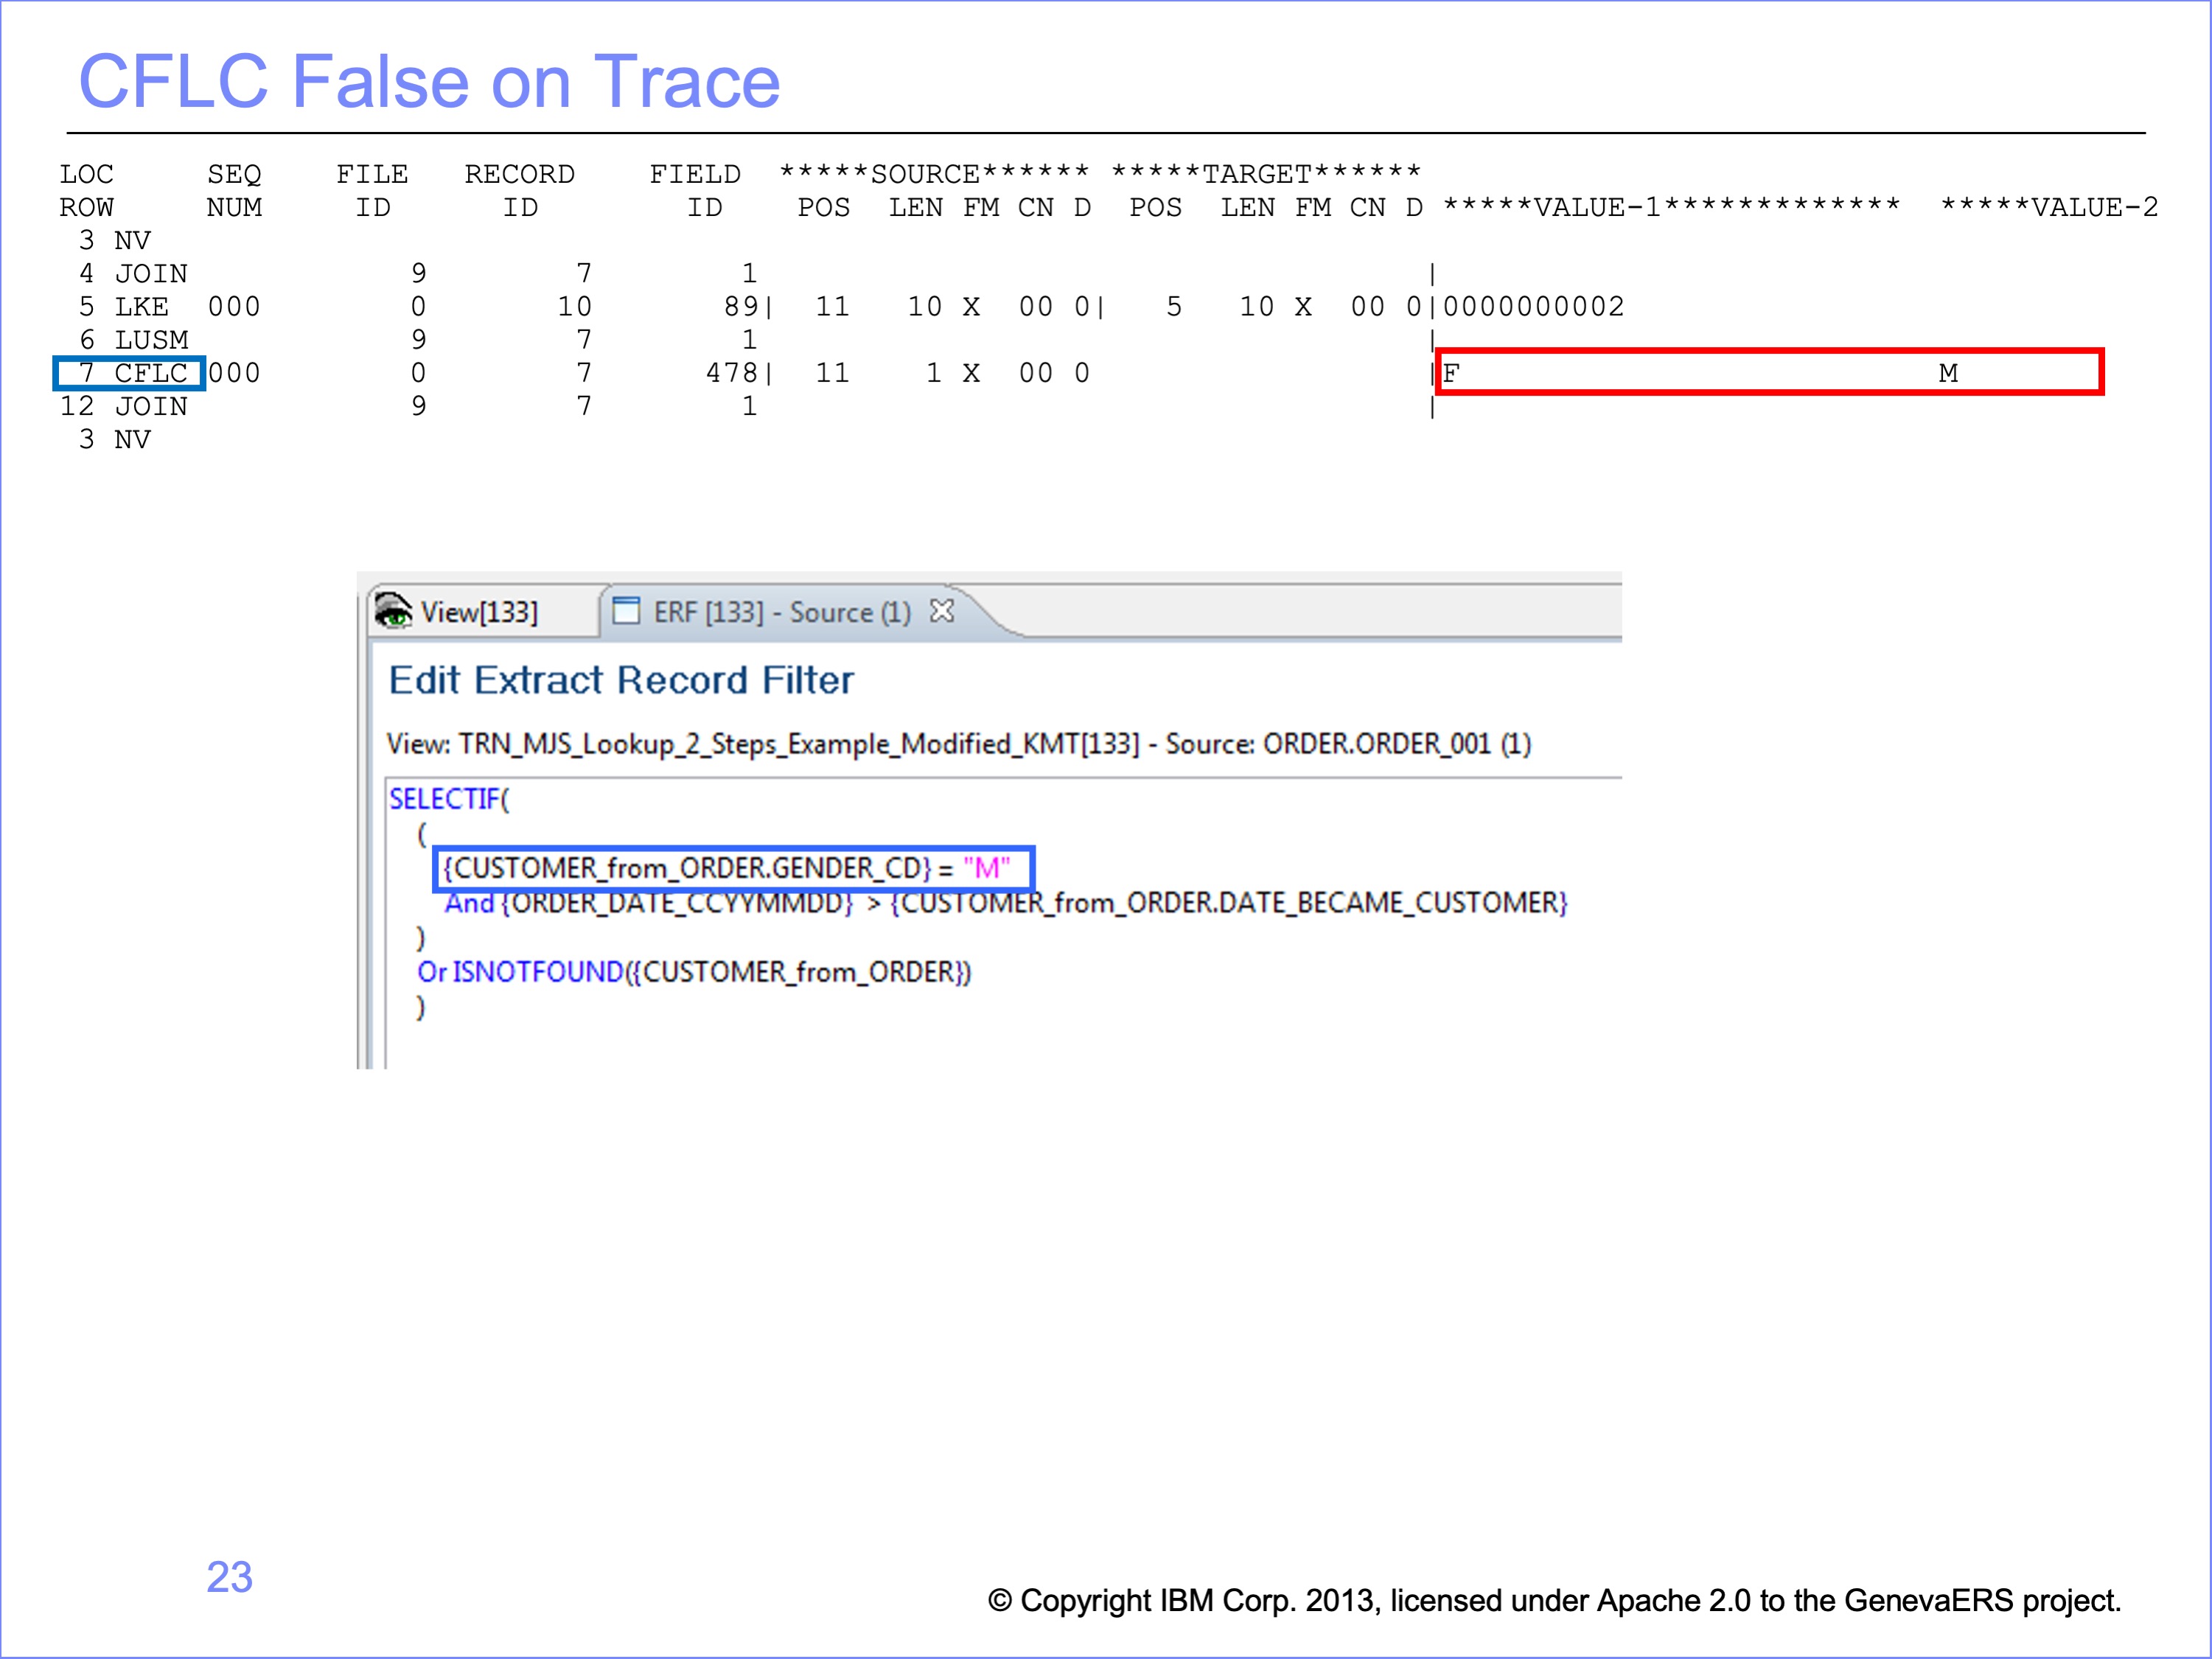 CFLC False on Trace
LOC SEQ FILE RECORD FIELD *****SOURCE****** *****TARGET******
ROW NUM ID ID ID POS LEN FM CN D POS LEN FM CN D *****VALUE-1************* *****VALUE-2
3 NV
4 JOIN 9 7 1 |
5 LKE 000 0 10 89| 11 10 X 00 0| 5 10 X 00 0|0000000002
6 LUSM 9 7 1 |
7 CFLC 000 0 7 478| 11 1 X 00 0 |F M
12 JOIN 9 7 1 |
3 NV
View[133] ERF [133] - Source (1)
Edit Extract Record Filter
View: TRN_MJS_Lookup_2_Steps_Example_Modified_KMT[133] - Source: ORDER.ORDER_001 (1)
SELECTIF(
(
{CUSTOMER_from_ORDER.GENDER_CD} = "M"
And {ORDER_DATE_CCYYMMDD} > {CUSTOMER_from_ORDER.DATE_BECAME_CUSTOMER}
)
Or ISNOTFOUND({CUSTOMER_from_ORDER})
)
23
© Copyright IBM Corp. 2013, licensed under Apache 2.0 to the GenevaERS project.